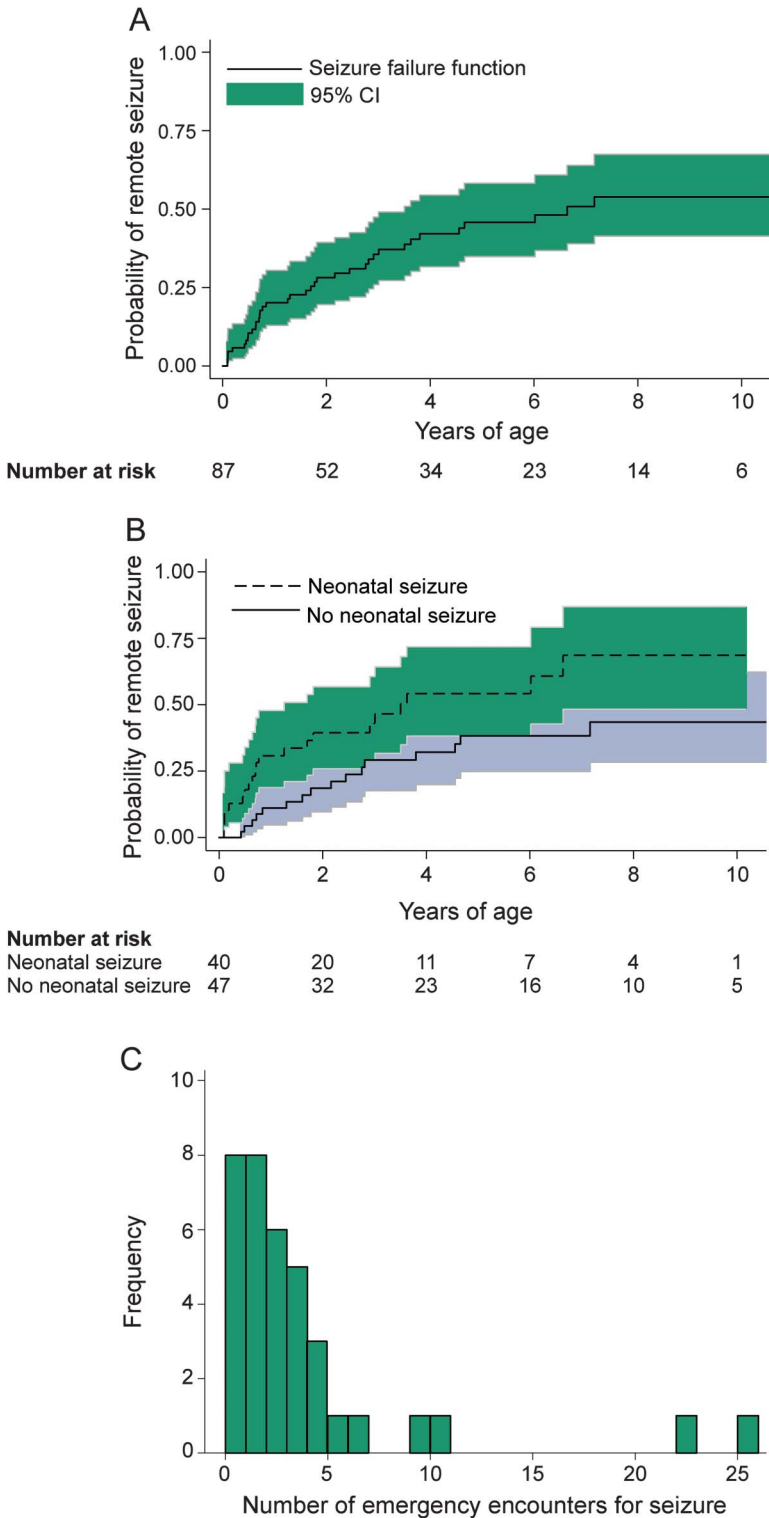 A
1.00
Seizure failure function
95% CI
0.75
0.50
0.25
0.00
Probability of remote seizure
0 2 4 6 8 10
Years of age
Number at risk 87 52 34 23 14 6
B
1.00
Neonatal seizure
No neonatal seizure
0.75
0.50
0.25
0.00
Probability of remote seizure
0 2 4 6 8 10
Years of age
Number at risk
Neonatal seizure 40 20 11 7 4 1
No neonatal seizure 47 32 23 16 10 5
C
10
8
6
4
2
0
Frequency
0 5 10 15 20 25
Number of emergency encounters for seizure